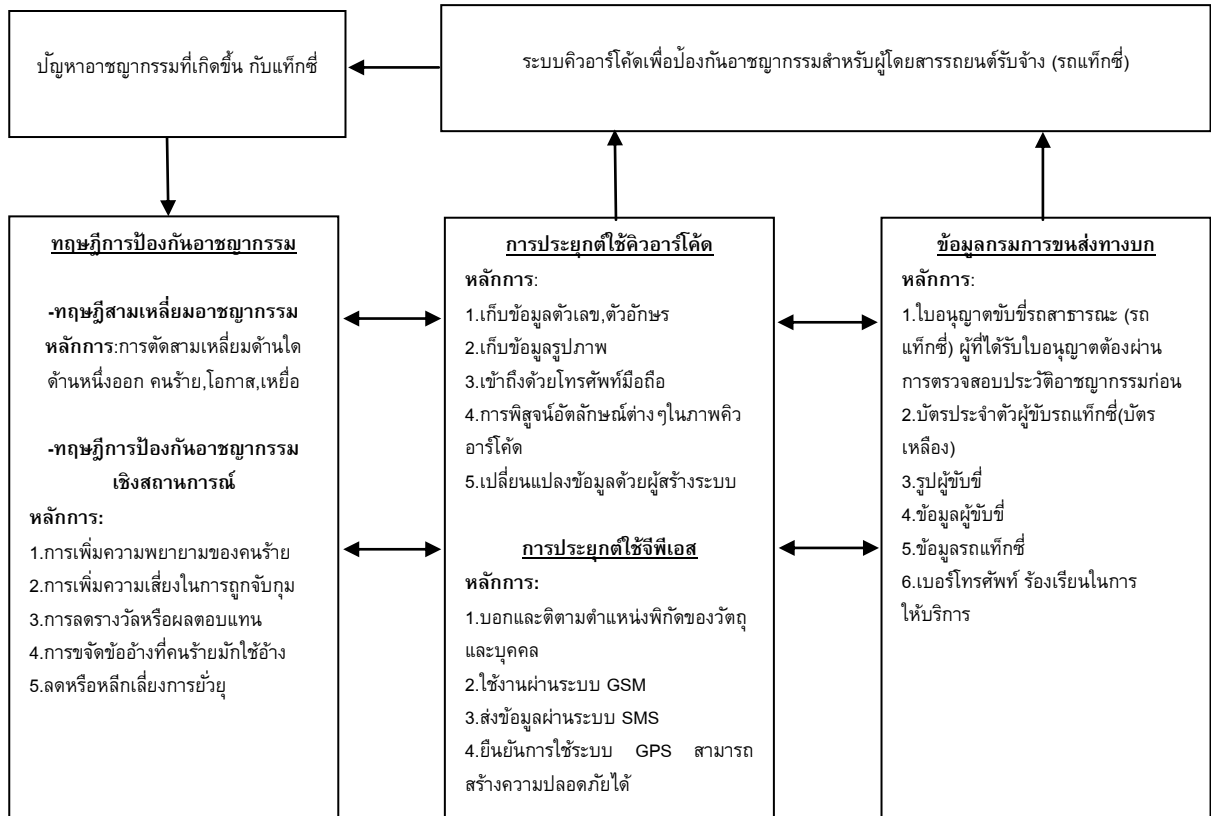 ปัญหาอาชญากรรมที่เกิดขึ้น กับแท็กซี่
ระบบคิวอาร์โค้ดเพื่อป้องกันอาชญากรรมสำหรับผู้โดยสารรถยนต์รับจ้าง (รถแท็กซี่)
ทฤษฎีการป้องกันอาชญากรรม
-ทฤษฎีสามเหลี่ยมอาชญากรรม
หลักการ:การตัดสามเหลี่ยมด้านใด
ด้านหนึ่งออก คนร้าย,โอกาส,เหยื่อ
-ทฤษฎีการป้องกันอาชญากรรม
เชิงสถานการณ์
หลักการ:
1.การเพิ่มความพยายามของคนร้าย
2.การเพิ่มความเสี่ยงในการถูกจับกุม
3.การลดรางวัลหรือผลตอบแทน
4.การขจัดข้ออ้างที่คนร้ายมักใช้อ้าง
5.ลดหรือหลีกเลี่ยงการยั่วยุ
การประยุกต์ใช้คิวอาร์โค้ด
หลักการ:
1.เก็บข้อมูลตัวเลข,ตัวอักษร
2.เก็บข้อมูลรูปภาพ
3.เข้าถึงด้วยโทรศัพท์มือถือ
4.การพิสูจน์อัตลักษณ์ต่าง ๆในภาพคิว
อาร์โค้ด
5.เปลี่ยนแปลงข้อมูลด้วยผู้สร้างระบบ
การประยุกต์ใช้จีพีเอส
หลักการ:
1.บอกและติตามตำแหน่งพิกัดของวัตถุ
และบุคคล
2.ใช้งานผ่านระบบ GSM
3.ส่งข้อมูลผ่านระบบ SMS
4.ยืนยันการใช้ระบบ GPS สามารถ
สร้างความปลอดภัยได้
ข้อมูลกรมการขนส่งทางบก
หลักการ:
1.ใบอนุญาตขับขี่รถสาธารณะ (รถ
แท็กซี่) ผู้ที่ได้รับใบอนุญาตต้องผ่าน
การตรวจสอบประวัติอาชญากรรมก่อน
2.บัตรประจำตัวผู้ขับรถแท็กซี่(บัตร
เหลือง)
3.รูปผู้ขับขี่
4.ข้อมูลผู้ขับขี่
5.ข้อมูลรถแท็กซี่
6.เบอร์โทรศัพท์ ร้องเรียนในการ
ให้บริการ